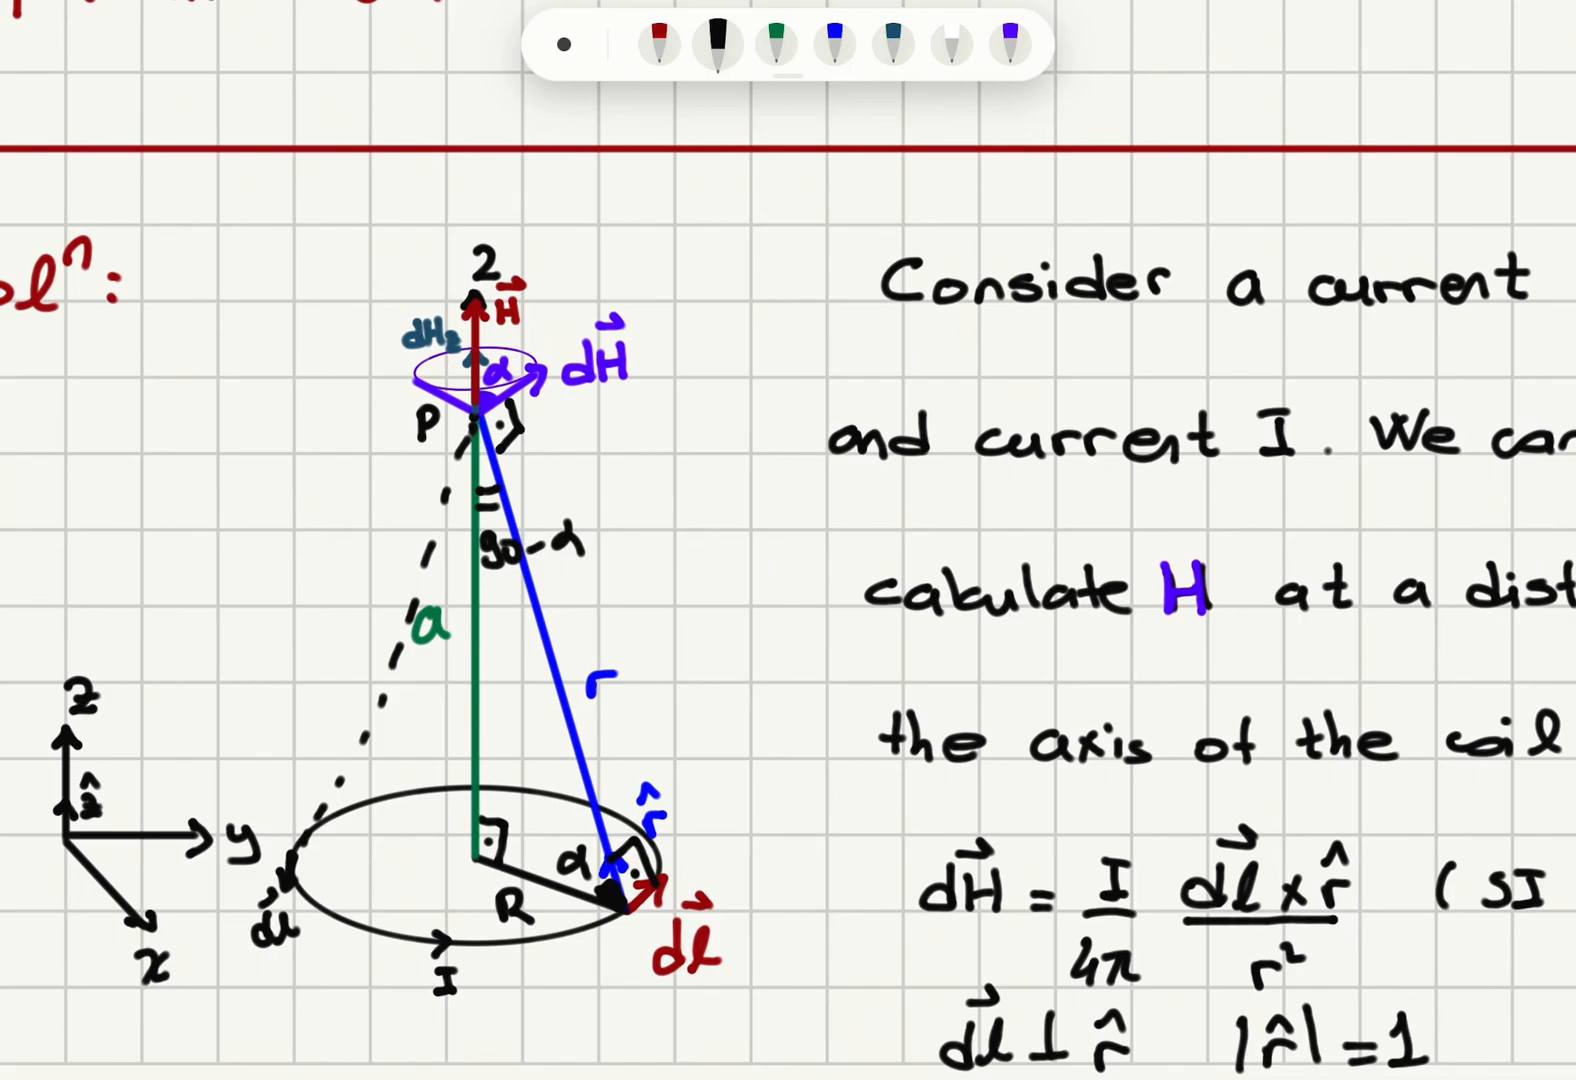 ol":
Consider a current
and current I. We can
calculate H at a dist
the axis of the coil
dH⃗ = I/4π dl⃗ × r̂/r² (SI
dl⃗ ⊥ r̂ |r̂| = 1
z
H⃗
dHz
α
dH⃗
P
90-α
a
r
z
ẑ
y
x
r̂
α
R
dl⃗
dl⃗
I